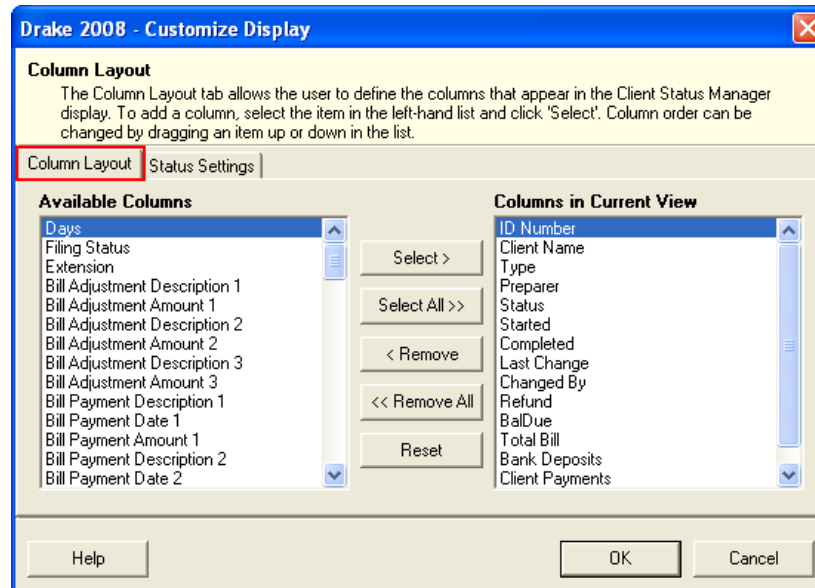 Drake 2008 - Customize Display
Column Layout
The Column Layout tab allows the user to define the columns that appear in the Client Status Manager
display. To add a column, select the item in the left-hand list and click 'Select'. Column order can be
changed by dragging an item up or down in the list.
Column Layout
Status Settings
Available Columns
Days
Filing Status
Extension
Bill Adjustment Description 1
Bill Adjustment Amount 1
Bill Adjustment Description 2
Bill Adjustment Amount 2
Bill Adjustment Description 3
Bill Adjustment Amount 3
Bill Payment Description 1
Bill Payment Date 1
Bill Payment Amount 1
Bill Payment Description 2
Bill Payment Date 2
Select >
Select All >>
< Remove
<< Remove All
Reset
Columns in Current View
ID Number
Client Name
Type
Preparer
Status
Started
Completed
Last Change
Changed By
Refund
BalDue
Total Bill
Bank Deposits
Client Payments
Help
OK
Cancel